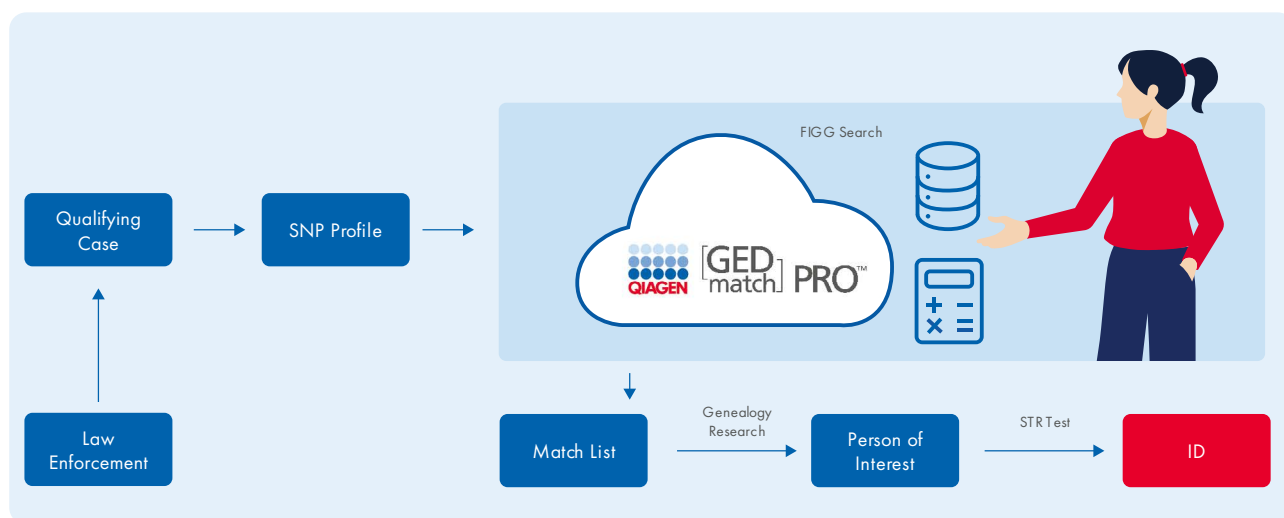 FIGG Search
Qualifying
Case
SNP Profile
QIAGEN
[GED
match] PRO™
Law
Enforcement
Match List
Genealogy
Research
Person of
Interest
STR Test
ID